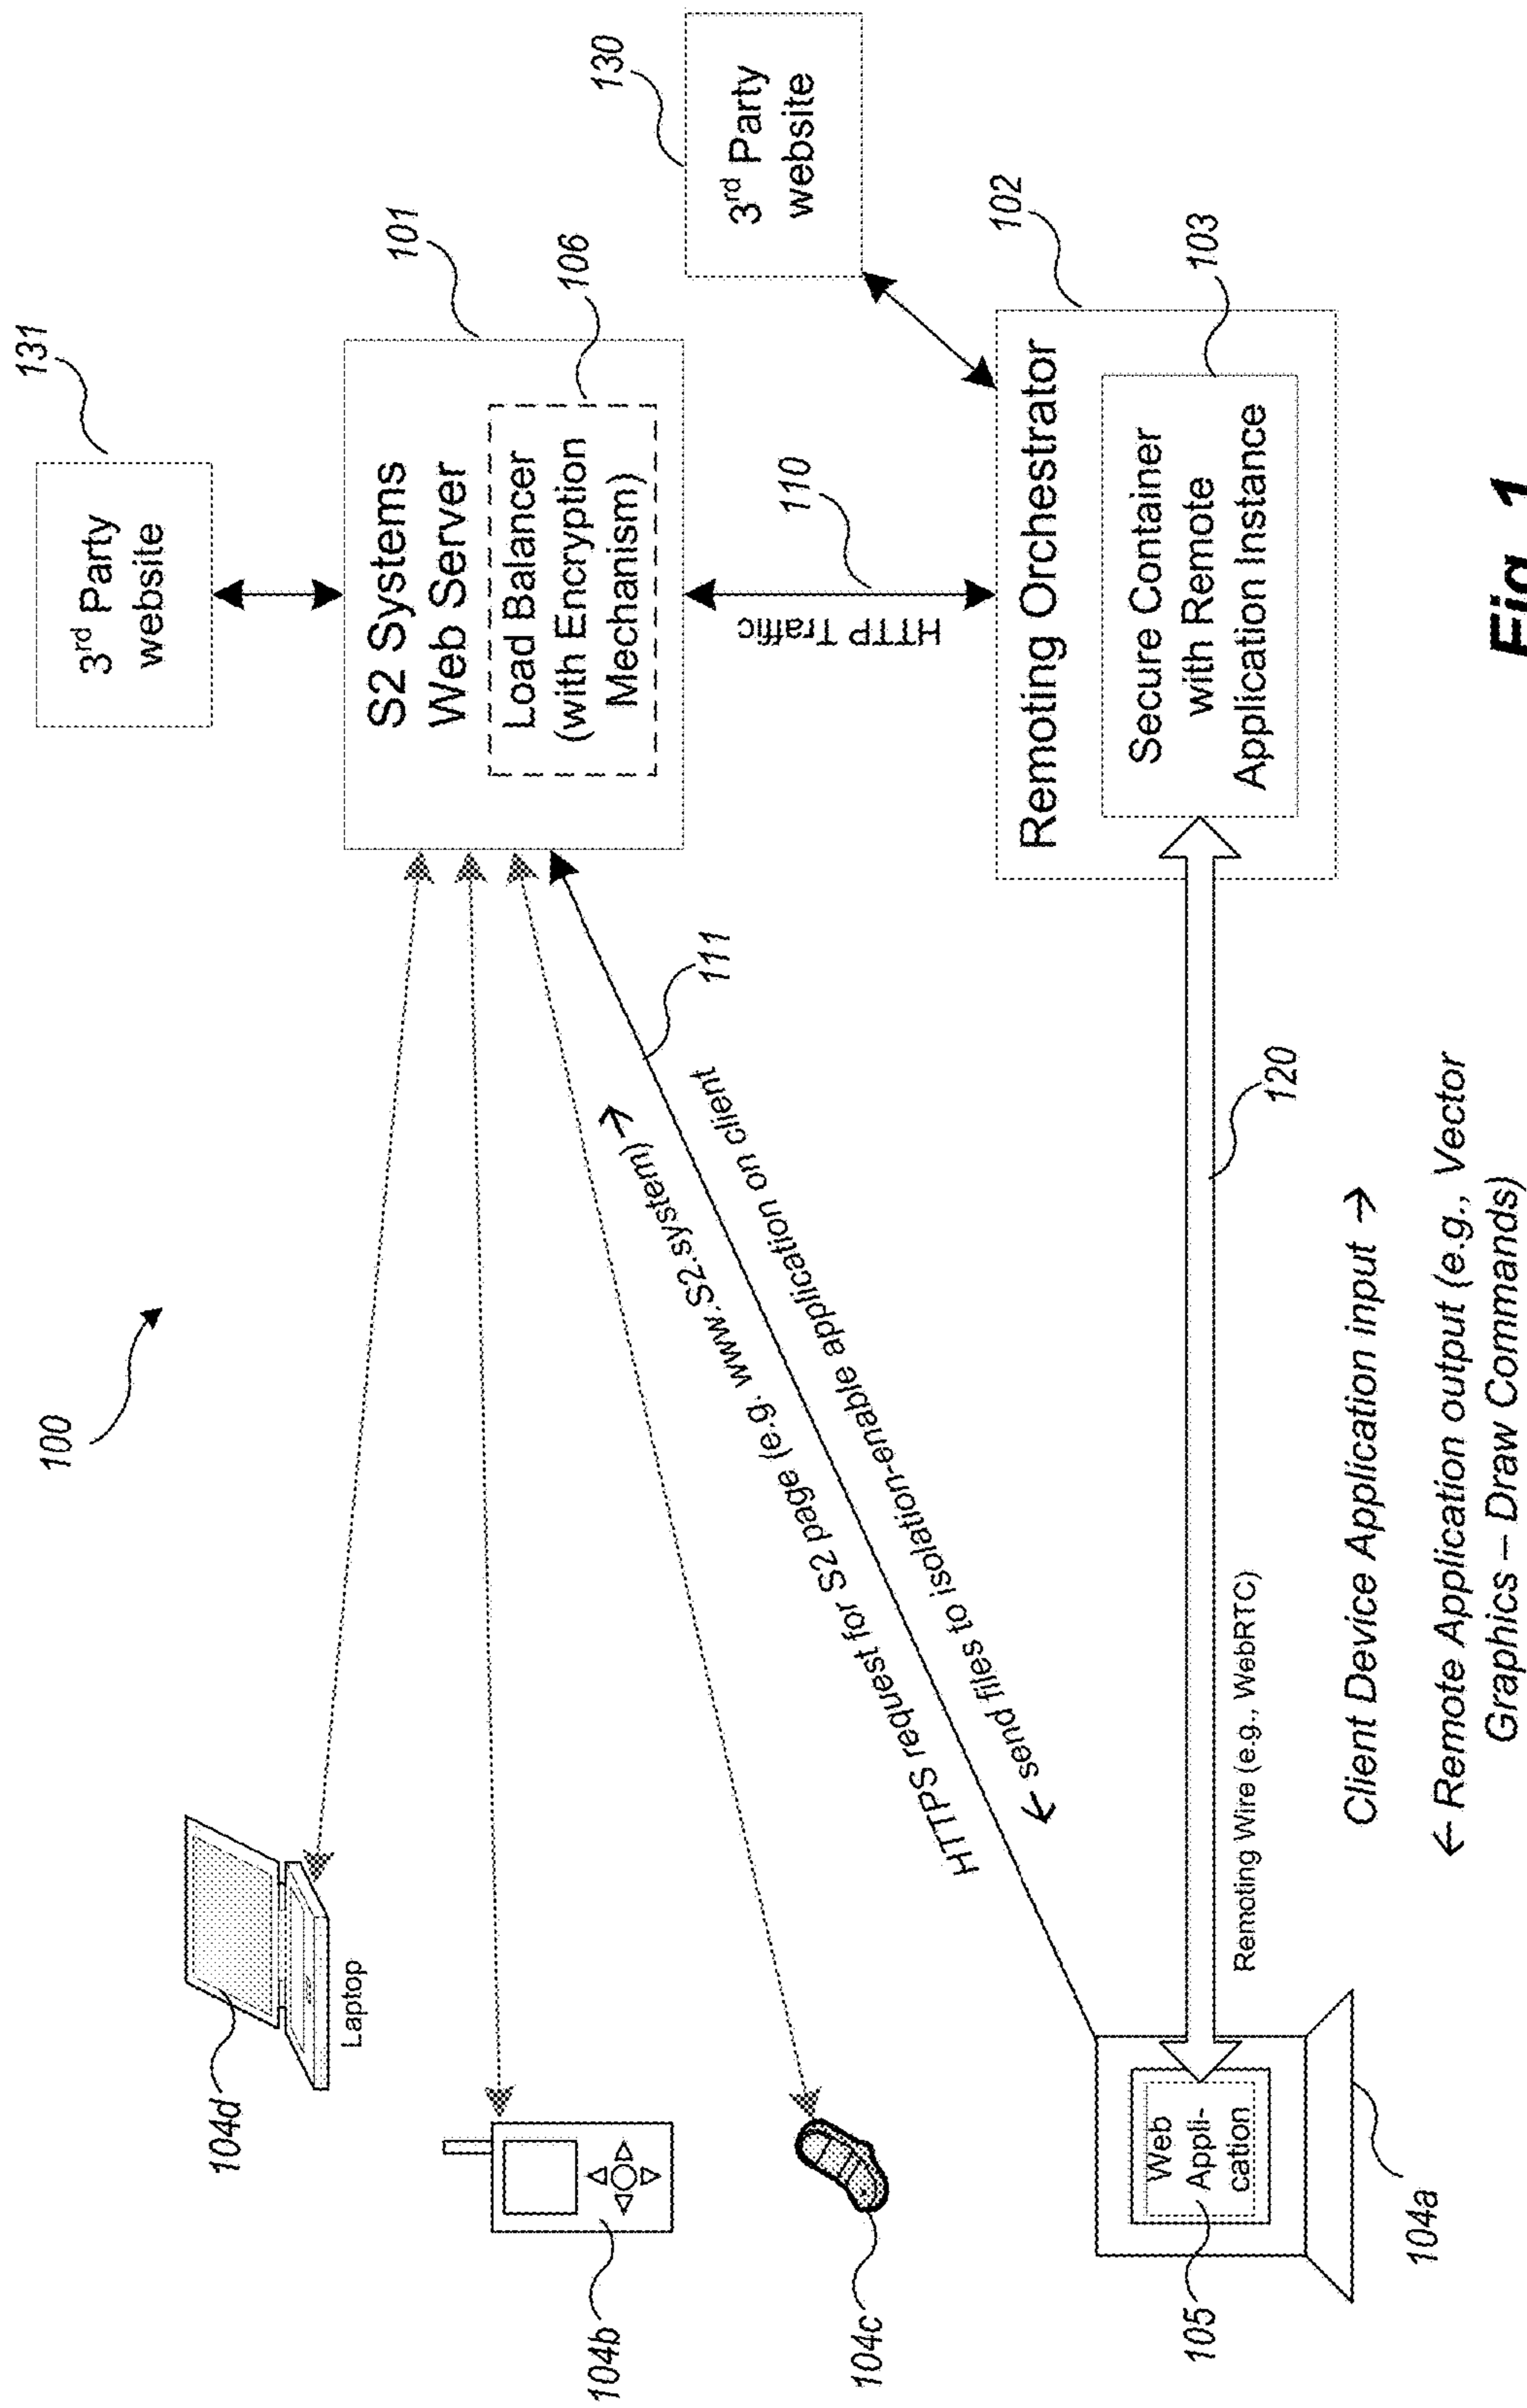 100
131
3rd Party
website
101
S2 Systems
Web Server
106
Load Balancer
(with Encryption
Mechanism)
130
3rd Party
website
104d
Laptop
104b
104c
HTTPS request for S2 page (e.g. www.S2.system) →
← send files to isolation-enable application on client
111
HTTP Traffic
110
102
Remoting Orchestrator
103
Secure Container
with Remote
Application Instance
105
Web
Appli-
cation
104a
Remoting Wire (e.g., WebRTC)
120
Client Device Application input →
← Remote Application output (e.g., Vector
Graphics – Draw Commands)
Fig. 1